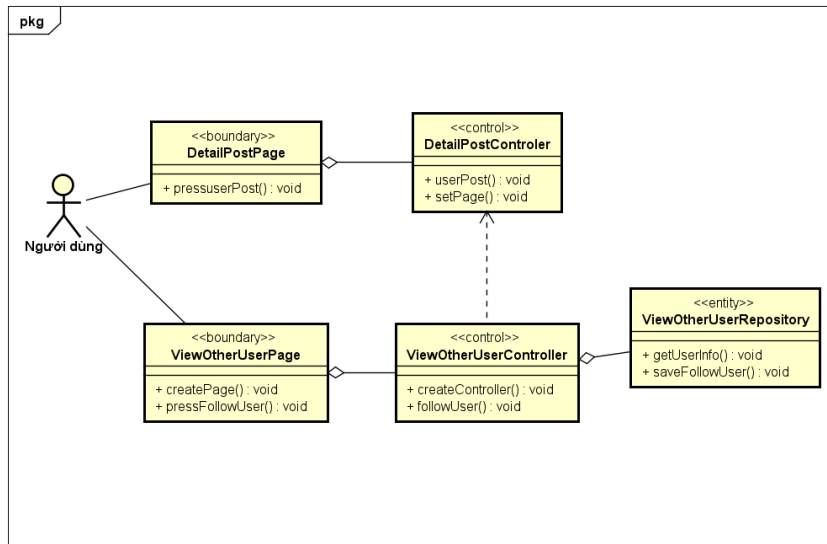 pkg
<<boundary>>
DetailPostPage
+ pressuserPost() : void
<<control>>
DetailPostControler
+ userPost() : void
+ setPage() : void
Người dùng
<<boundary>>
ViewOtherUserPage
+ createPage() : void
+ pressFollowUser() : void
<<control>>
ViewOtherUserController
+ createController() : void
+ followUser() : void
<<entity>>
ViewOtherUserRepository
+ getUserInfo() : void
+ saveFollowUser() : void